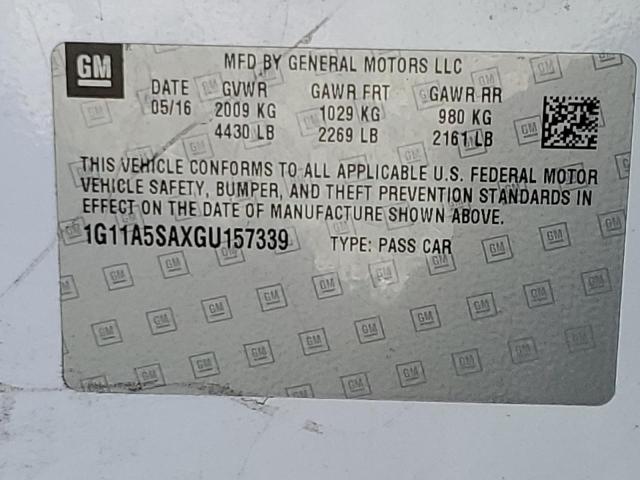 GM
MFD BY GENERAL MOTORS LLC
DATE GVWR GAWR FRT GAWR RR
05/16 2009 KG 1029 KG 980 KG
4430 LB 2269 LB 2161 LB
THIS VEHICLE CONFORMS TO ALL APPLICABLE U.S. FEDERAL MOTOR
VEHICLE SAFETY, BUMPER, AND THEFT PREVENTION STANDARDS IN
EFFECT ON THE DATE OF MANUFACTURE SHOWN ABOVE.
1G11A5SAXGU157339 TYPE: PASS CAR